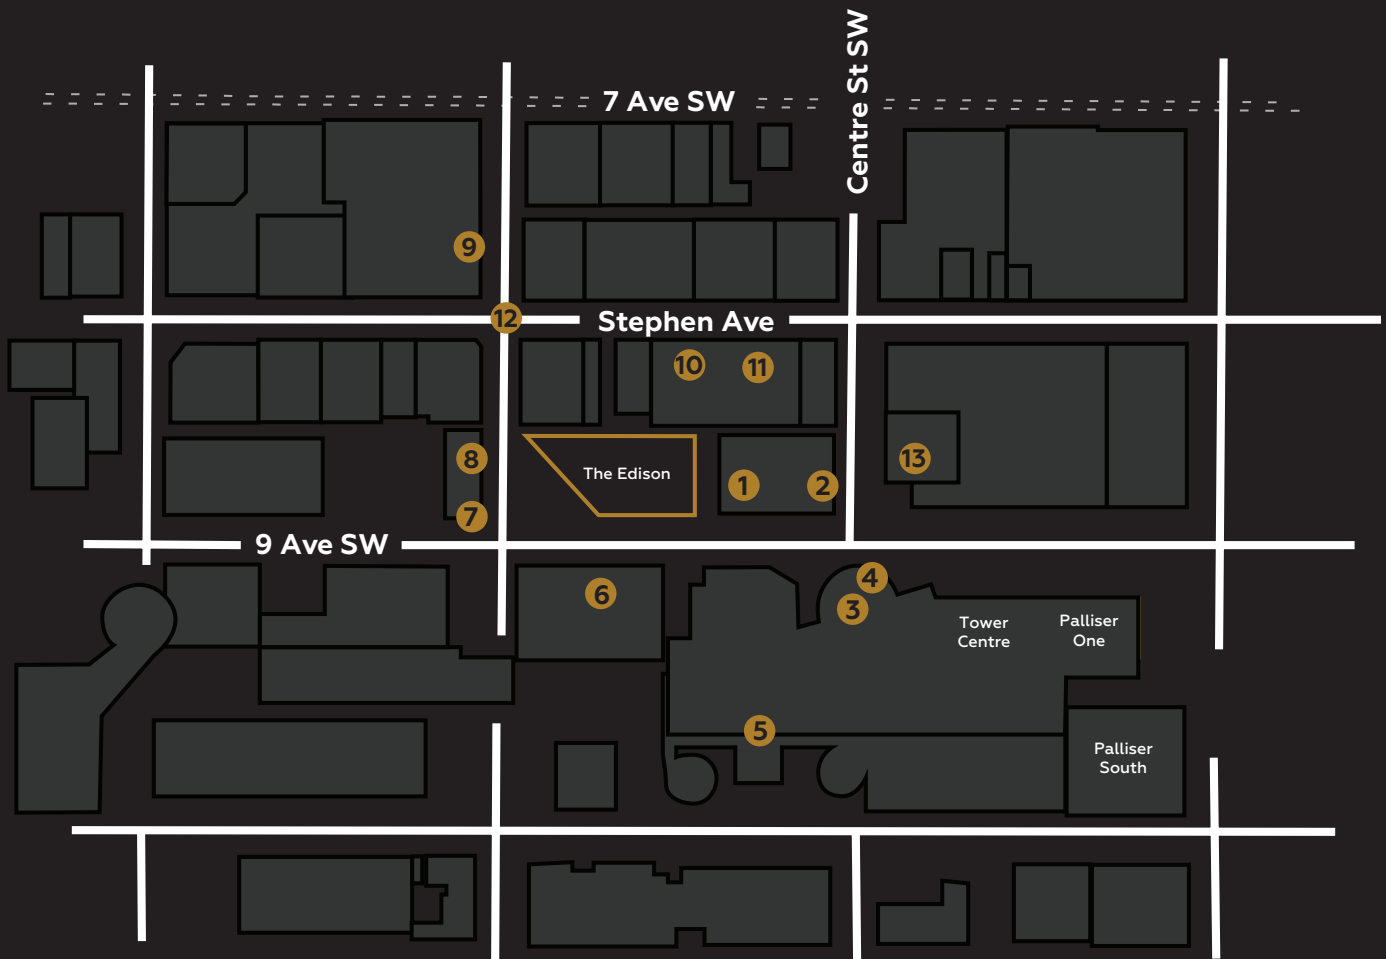 Centre St SW
7 Ave SW
9
12
Stephen Ave
10
11
8
The Edison
13
1
2
7
9 Ave SW
4
6
3
Tower
Centre
Palliser
One
5
Palliser
South